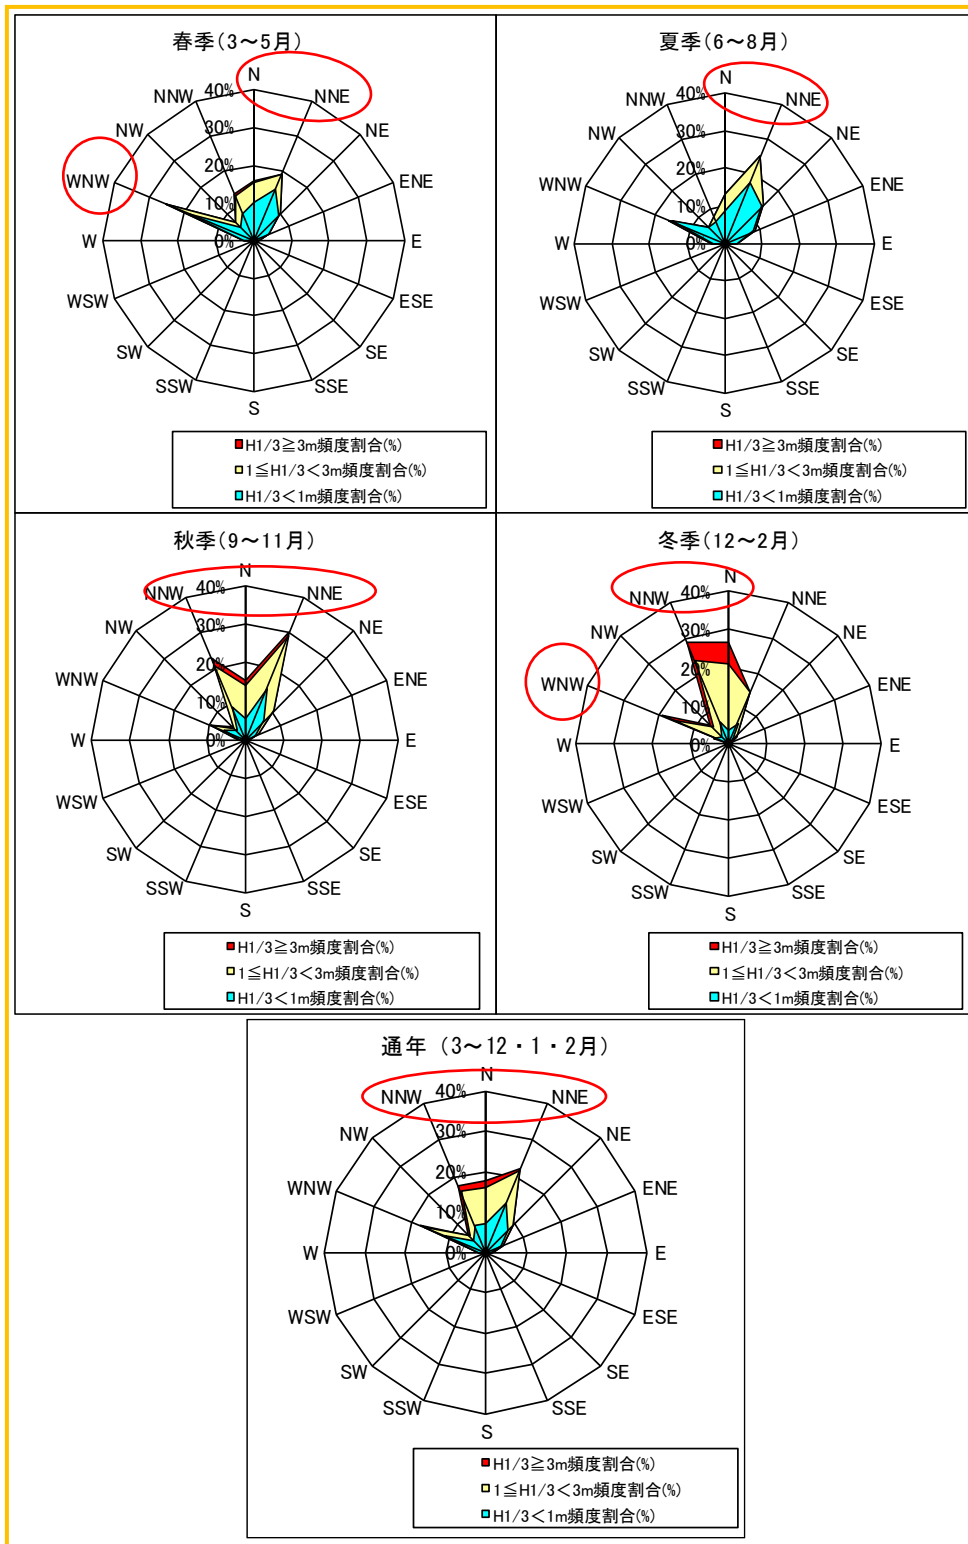 春季(3～5月)
N
NNE
NE
ENE
E
ESE
SE
SSE
S
SSW
SW
WSW
W
WNW
NW
NNW
40%
30%
20%
10%
0%
H1/3≧3m頻度割合(%)
1≦H1/3<3m頻度割合(%)
H1/3<1m頻度割合(%)
夏季(6～8月)
N
NNE
NE
ENE
E
ESE
SE
SSE
S
SSW
SW
WSW
W
WNW
NW
NNW
40%
30%
20%
10%
0%
H1/3≧3m頻度割合(%)
1≦H1/3<3m頻度割合(%)
H1/3<1m頻度割合(%)
秋季(9～11月)
N
NNE
NE
ENE
E
ESE
SE
SSE
S
SSW
SW
WSW
W
WNW
NW
NNW
40%
30%
20%
10%
0%
H1/3≧3m頻度割合(%)
1≦H1/3<3m頻度割合(%)
H1/3<1m頻度割合(%)
冬季(12～2月)
N
NNE
NE
ENE
E
ESE
SE
SSE
S
SSW
SW
WSW
W
WNW
NW
NNW
40%
30%
20%
10%
0%
H1/3≧3m頻度割合(%)
1≦H1/3<3m頻度割合(%)
H1/3<1m頻度割合(%)
通年 (3～12・1・2月)
N
NNE
NE
ENE
E
ESE
SE
SSE
S
SSW
SW
WSW
W
WNW
NW
NNW
40%
30%
20%
10%
0%
H1/3≧3m頻度割合(%)
1≦H1/3<3m頻度割合(%)
H1/3<1m頻度割合(%)